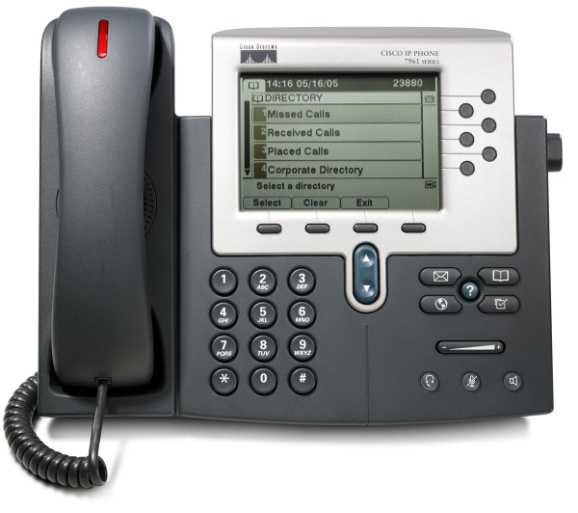 CISCO SYSTEMS
CISCO IP PHONE
7961 SERIES
14:16 05/16/05 23880
DIRECTORY
1 Missed Calls
2 Received Calls
3 Placed Calls
4 Corporate Directory
Select a directory
Select Clear Exit
1 2 ABC 3 DEF
4 GHI 5 JKL 6 MNO
7 PQRS 8 TUV 9 WXYZ
* 0 #
?
- +